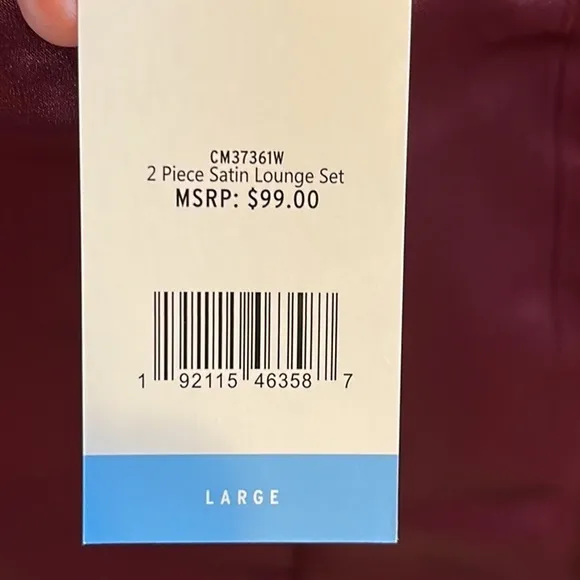 CM37361W
2 Piece Satin Lounge Set
MSRP: $99.00
1 92115 46358 7
LARGE